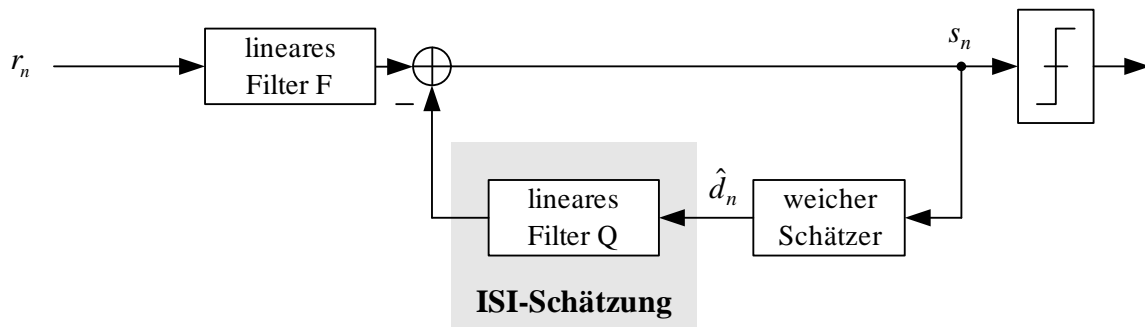 r_n
lineares
Filter F
s_n
−
lineares
Filter Q
d̂_n
weicher
Schätzer
ISI-Schätzung